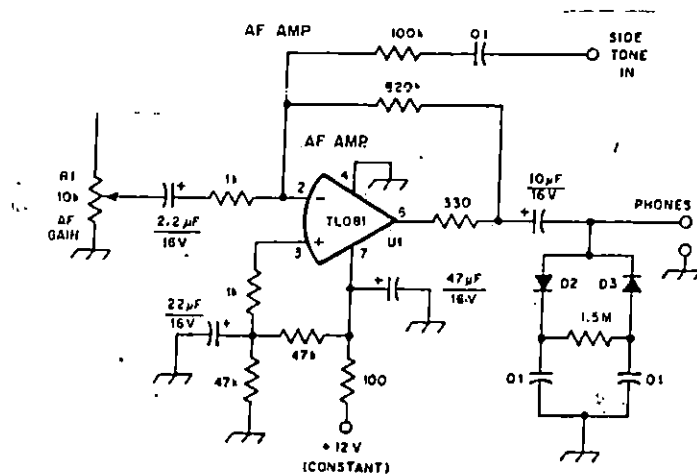 AF AMP
100k
01
SIDE
TONE
IN
820k
AF AMP
R1
10k
AF
GAIN
+
2.2µF
16V
1k
2
−
4
TL081
6
U1
+
3
7
330
10µF
16V
+
PHONES
1k
22µF
16V
+
47k
47k
+
47µF
16V
100
D2
D3
1.5M
01
01
+12V
(CONSTANT)